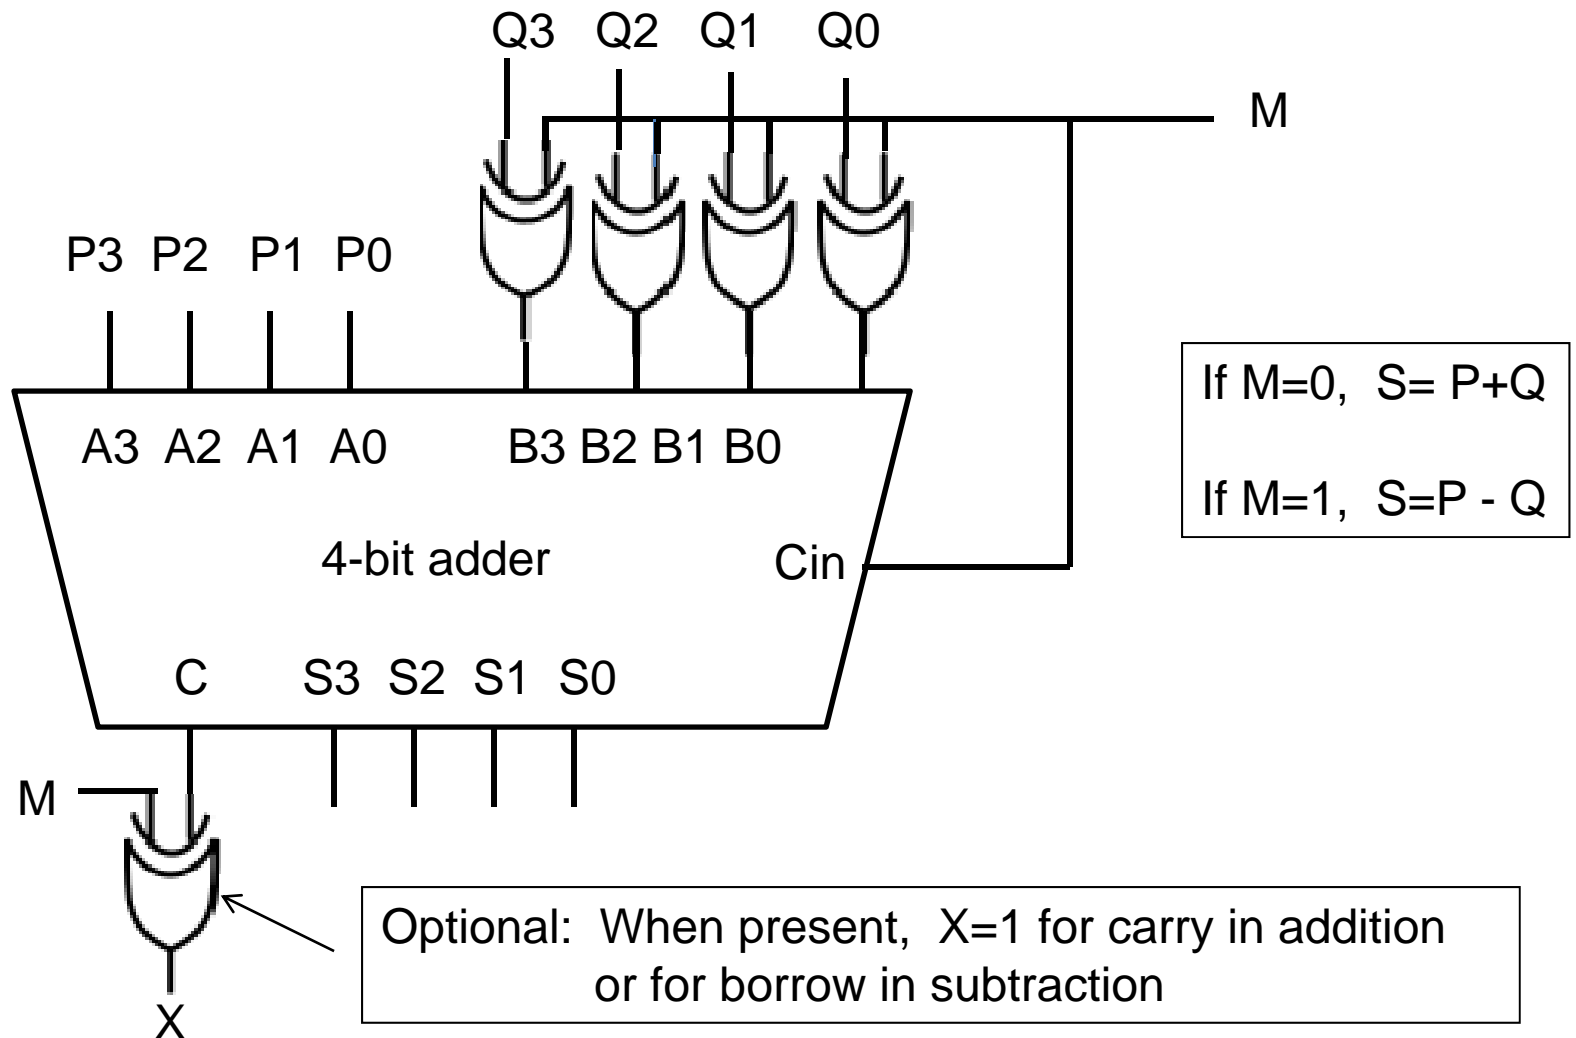 Q3 Q2 Q1 Q0
M
P3 P2 P1 P0
If M=0, S= P+Q
If M=1, S=P - Q
A3 A2 A1 A0 B3 B2 B1 B0
4-bit adder
Cin
C S3 S2 S1 S0
M
Optional: When present, X=1 for carry in addition
or for borrow in subtraction
X